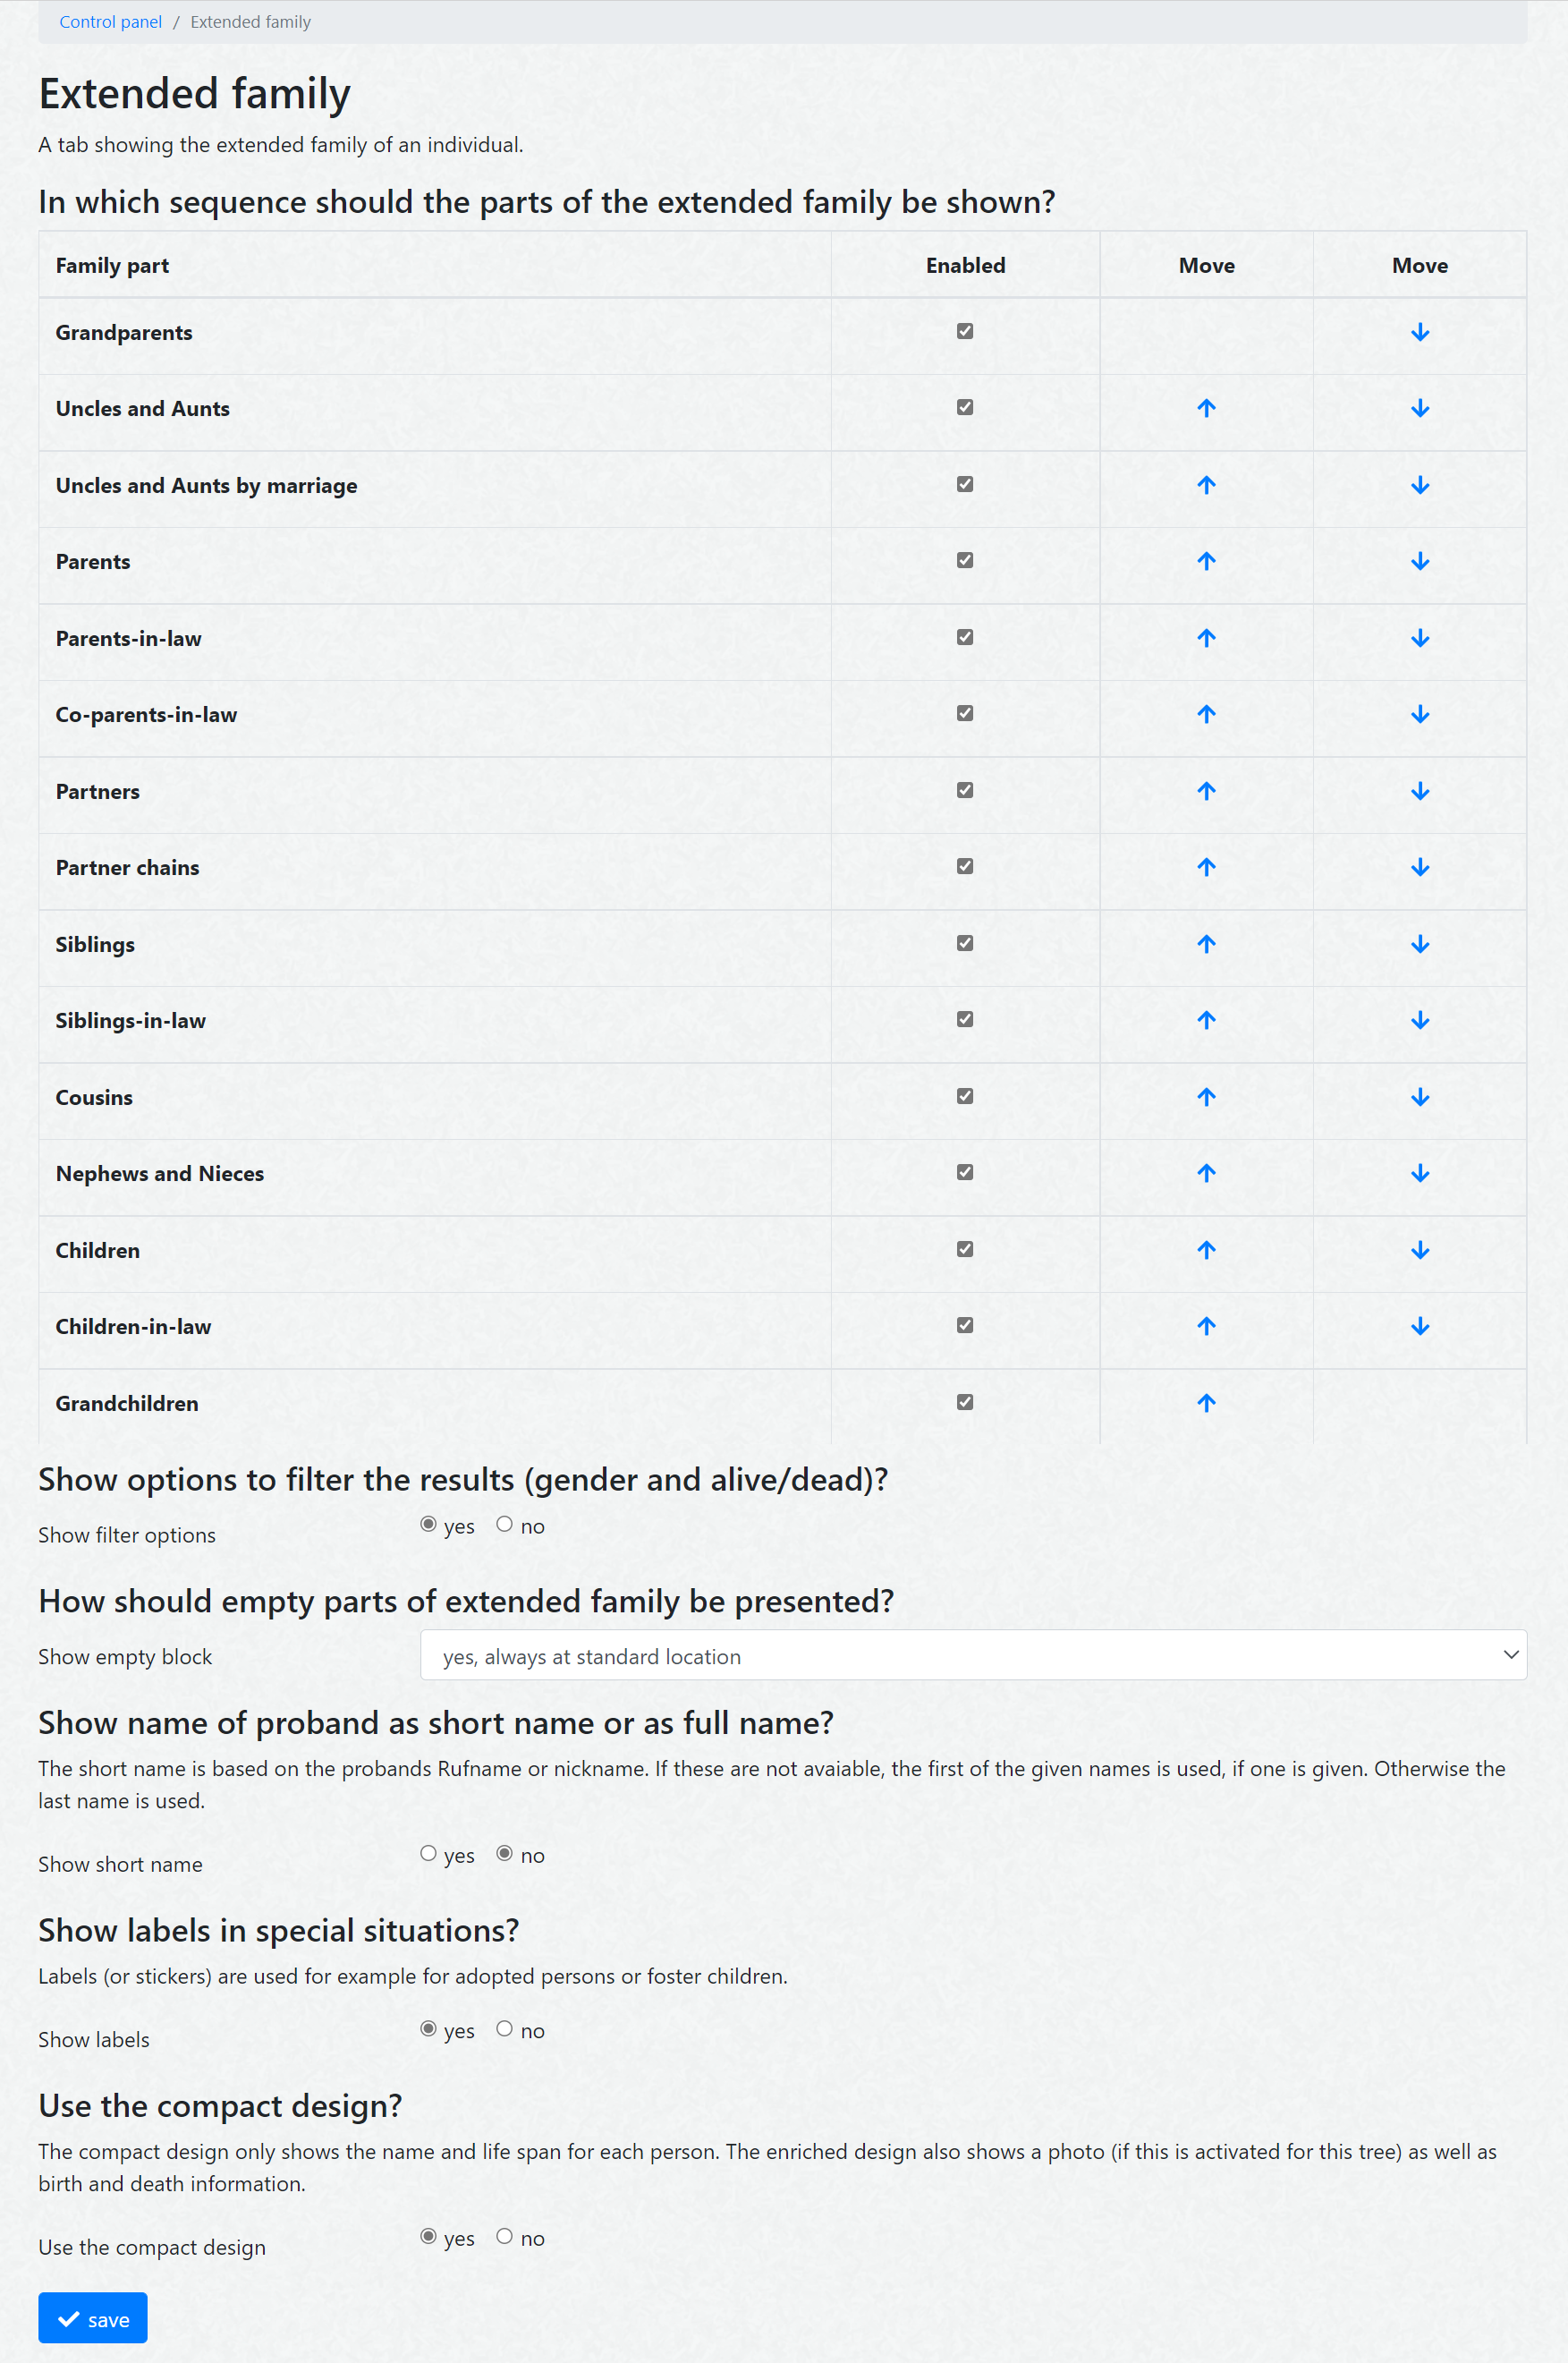 Control panel / Extended family
Extended family
A tab showing the extended family of an individual.
In which sequence should the parts of the extended family be shown?
Family part Enabled Move Move
Grandparents
Uncles and Aunts
Uncles and Aunts by marriage
Parents
Parents-in-law
Co-parents-in-law
Partners
Partner chains
Siblings
Siblings-in-law
Cousins
Nephews and Nieces
Children
Children-in-law
Grandchildren
Show options to filter the results (gender and alive/dead)?
Show filter options yes no
How should empty parts of extended family be presented?
Show empty block yes, always at standard location
Show name of proband as short name or as full name?
The short name is based on the probands Rufname or nickname. If these are not avaiable, the first of the given names is used, if one is given. Otherwise the
last name is used.
Show short name yes no
Show labels in special situations?
Labels (or stickers) are used for example for adopted persons or foster children.
Show labels yes no
Use the compact design?
The compact design only shows the name and life span for each person. The enriched design also shows a photo (if this is activated for this tree) as well as
birth and death information.
Use the compact design yes no
save